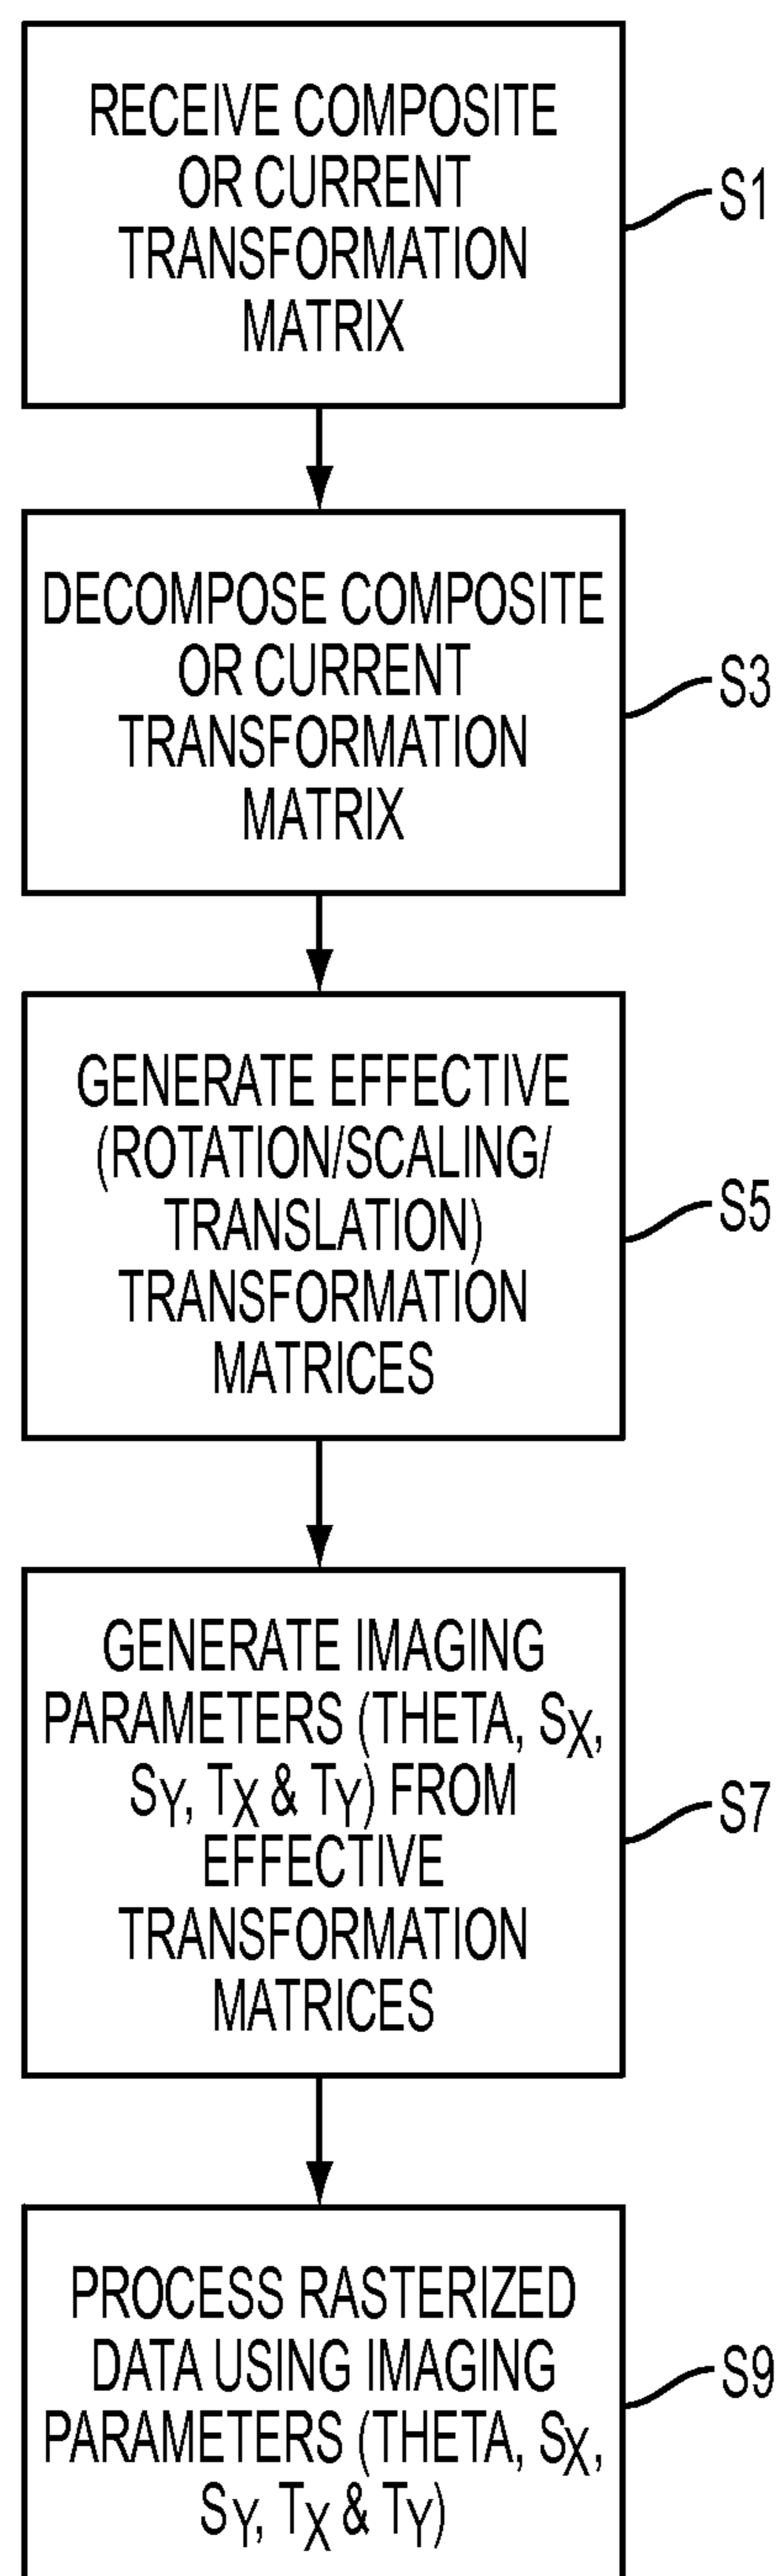 RECEIVE COMPOSITE
OR CURRENT
TRANSFORMATION
MATRIX
S1
DECOMPOSE COMPOSITE
OR CURRENT
TRANSFORMATION
MATRIX
S3
GENERATE EFFECTIVE
(ROTATION/SCALING/
TRANSLATION)
TRANSFORMATION
MATRICES
S5
GENERATE IMAGING
PARAMETERS (THETA, SX,
SY, TX & TY) FROM
EFFECTIVE
TRANSFORMATION
MATRICES
S7
PROCESS RASTERIZED
DATA USING IMAGING
PARAMETERS (THETA, SX,
SY, TX & TY)
S9